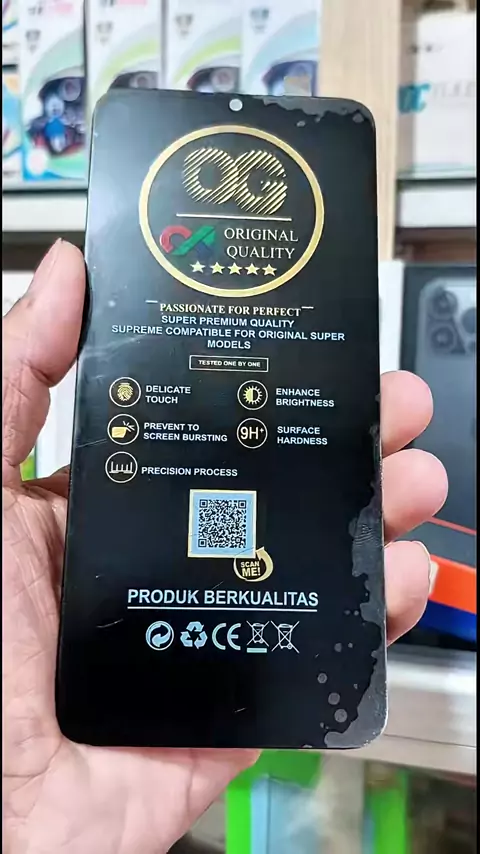 OG
ORIGINAL
QUALITY
PASSIONATE FOR PERFECT
SUPER PREMIUM QUALITY
SUPREME COMPATIBLE FOR ORIGINAL SUPER
MODELS
TESTED ONE BY ONE
DELICATE
TOUCH
ENHANCE
BRIGHTNESS
PREVENT TO
SCREEN BURSTING
9H+
SURFACE
HARDNESS
PRECISION PROCESS
SCAN
ME!
PRODUK BERKUALITAS
CE